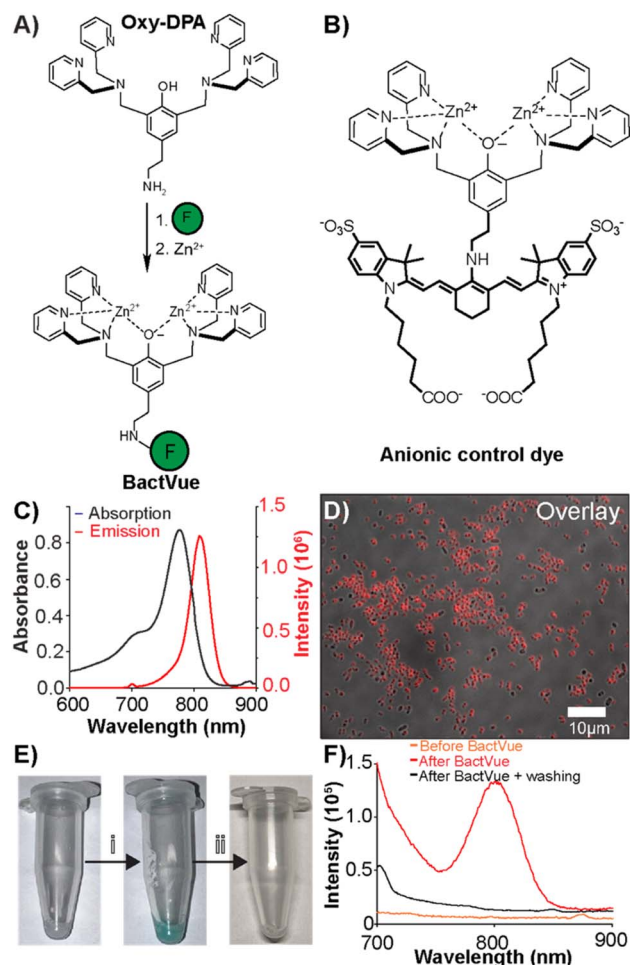 A)
Oxy-DPA
N
N
N
N
N
N
OH
NH₂
1. F
2. Zn²⁺
N
N
Zn²⁺
Zn²⁺
N
N
N
O−
N
HN
F
BactVue
B)
N
N
Zn²⁺
Zn²⁺
N
N
N
O−
N
⁻O₃S
SO₃⁻
NH
N
N⁺
COO⁻
⁻OOC
Anionic control dye
C)
Absorption
Emission
Absorbance
0.8
0.6
0.4
0.2
0.0
1.5
1.0
0.5
0.0
Intensity (10⁶)
600
700
800
900
Wavelength (nm)
D)
Overlay
10μm
E)
i
ii
F)
Before BactVue
After BactVue
After BactVue + washing
Intensity (10⁵)
1.5
1.0
0.5
0
700
800
900
Wavelength (nm)